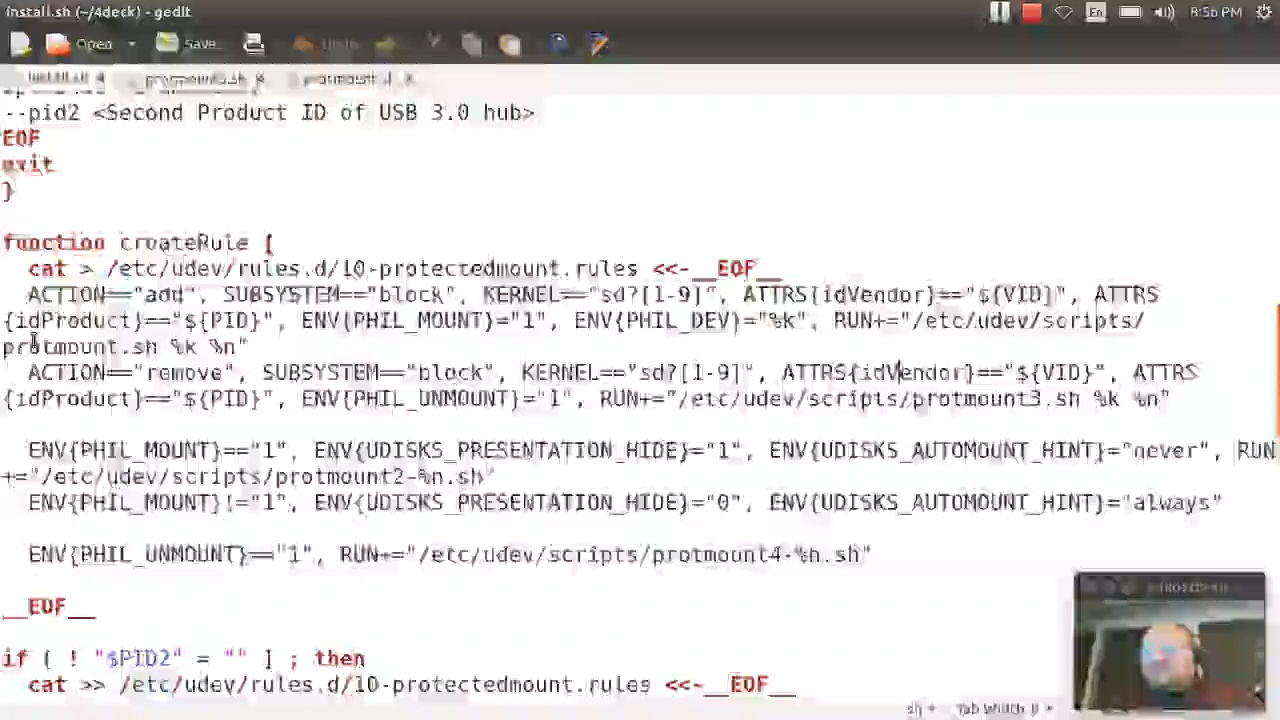 install.sh (~/4deck) - gedit
En 8:56 PM
Open Save Undo
install.sh
--pid2 <Second Product ID of USB 3.0 hub>
EOF
exit
}
function createRule {
cat > /etc/udev/rules.d/10-protectedmount.rules <<-__EOF__
ACTION=="add", SUBSYSTEM=="block", KERNEL=="sd?[1-9]", ATTRS{idVendor}=="${VID}", ATTRS
{idProduct}=="${PID}", ENV{PHIL_MOUNT}="1", ENV{PHIL_DEV}="%k", RUN+="/etc/udev/scripts/
protmount.sh %k %n"
ACTION=="remove", SUBSYSTEM=="block", KERNEL=="sd?[1-9]", ATTRS{idVendor}=="${VID}", ATTRS
{idProduct}=="${PID}", ENV{PHIL_UNMOUNT}="1", RUN+="/etc/udev/scripts/protmount3.sh %k %n"
ENV{PHIL_MOUNT}=="1", ENV{UDISKS_PRESENTATION_HIDE}="1", ENV{UDISKS_AUTOMOUNT_HINT}="never", RUN
+="/etc/udev/scripts/protmount2-%n.sh"
ENV{PHIL_MOUNT}!="1", ENV{UDISKS_PRESENTATION_HIDE}="0", ENV{UDISKS_AUTOMOUNT_HINT}="always"
ENV{PHIL_UNMOUNT}=="1", RUN+="/etc/udev/scripts/protmount4-%n.sh"
__EOF__
if [ ! "$PID2" = "" ] ; then
cat >> /etc/udev/rules.d/10-protectedmount.rules <<-__EOF__
sh Tab Width